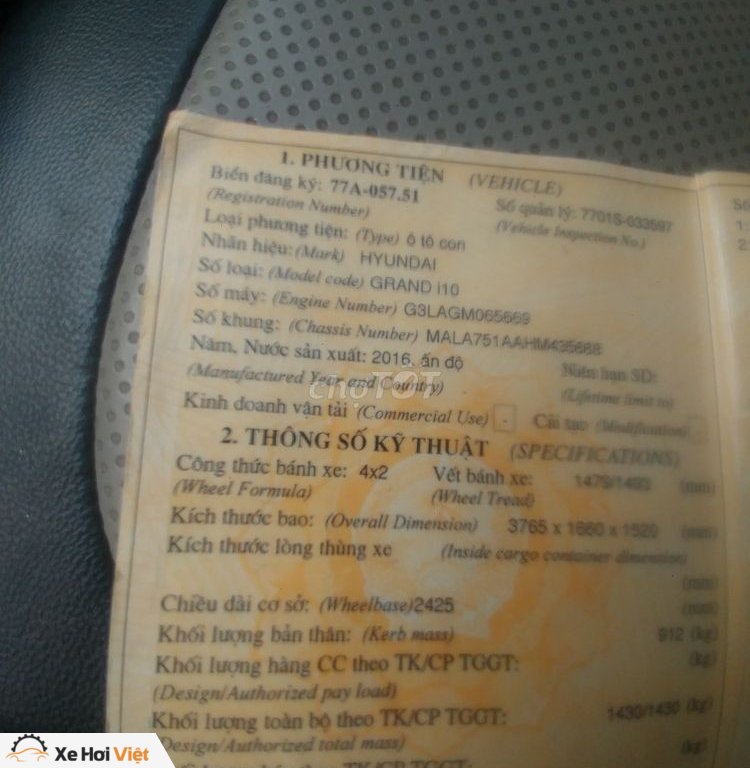 1. PHƯƠNG TIỆN (VEHICLE)
Biển đăng ký: 77A-057.51 Số quản lý: 7701S-033597
(Registration Number) (Vehicle Inspection No.)
Loại phương tiện: (Type) ô tô con
Nhãn hiệu: (Mark) HYUNDAI
Số loại: (Model code) GRAND i10
Số máy: (Engine Number) G3LAGM065669
Số khung: (Chassis Number) MALA751AAHM435688
Năm, Nước sản xuất: 2016, ấn độ Niên hạn SD:
(Manufactured Year and Country) (Lifetime limit to)
chợTỐT
Kinh doanh vận tải (Commercial Use) Cải tạo (Modification)
2. THÔNG SỐ KỸ THUẬT (SPECIFICATIONS)
Công thức bánh xe: 4x2 Vết bánh xe: 1479/1493 (mm)
(Wheel Formula) (Wheel Tread)
Kích thước bao: (Overall Dimension) 3765 x 1660 x 1520 (mm)
Kích thước lòng thùng xe (Inside cargo container dimension)
(mm)
Chiều dài cơ sở: (Wheelbase)2425 (mm)
Khối lượng bản thân: (Kerb mass) 912 (kg)
Khối lượng hàng CC theo TK/CP TGGT: (kg)
(Design/Authorized pay load)
Khối lượng toàn bộ theo TK/CP TGGT: 1430/1430 (kg)
Design/Authorized total mass) (kg)
Xe Hơi Việt